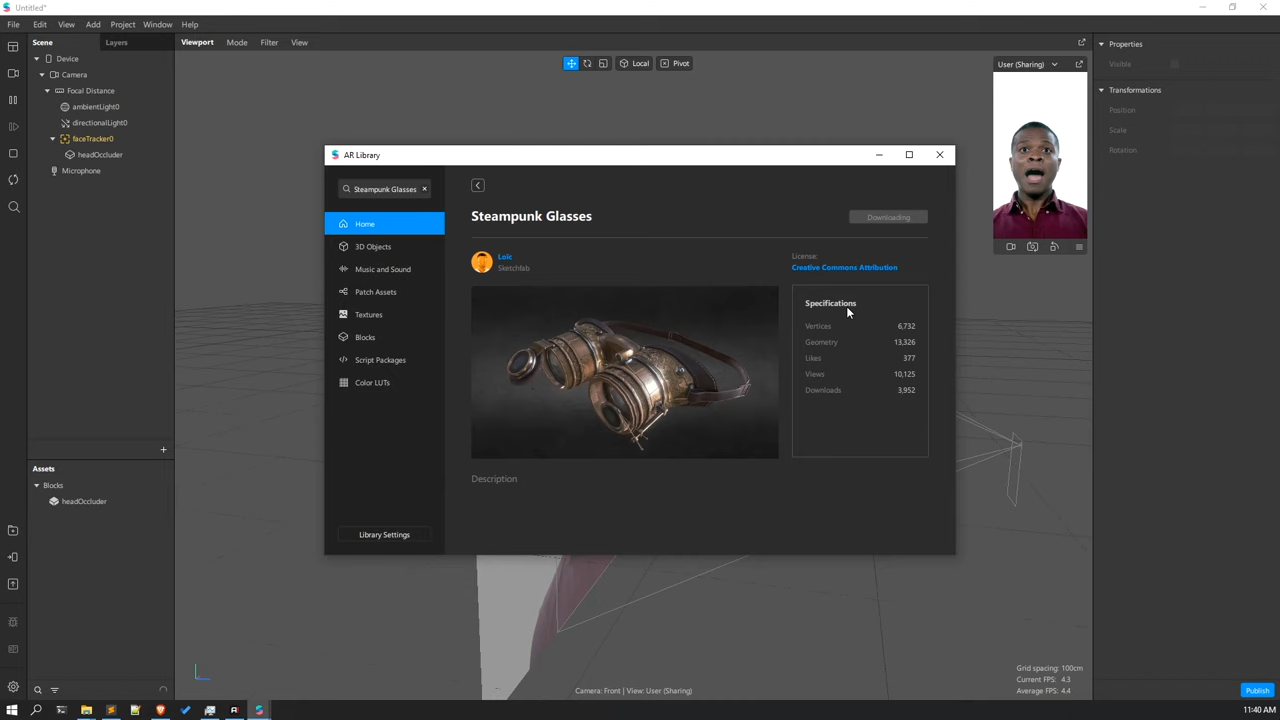 Untitled*
File Edit View Add Project Window Help
Scene Layers
Device
Camera
Focal Distance
ambientLight0
directionalLight0
faceTracker0
headOccluder
Microphone
Assets
Blocks
headOccluder
Viewport Mode Filter View
Local Pivot
AR Library
Steampunk Glasses
Home
3D Objects
Music and Sound
Patch Assets
Textures
Blocks
Script Packages
Color LUTs
Library Settings
Steampunk Glasses
Downloading
Loïc
Sketchfab
License:
Creative Commons Attribution
Specifications
Vertices 6,732
Geometry 13,326
Likes 377
Views 10,125
Downloads 3,952
Description
User (Sharing)
Properties
Visible
Transformations
Position
Scale
Rotation
Camera: Front | View: User (Sharing)
Grid spacing: 100cm
Current FPS: 4.3
Average FPS: 4.4
Publish
11:40 AM